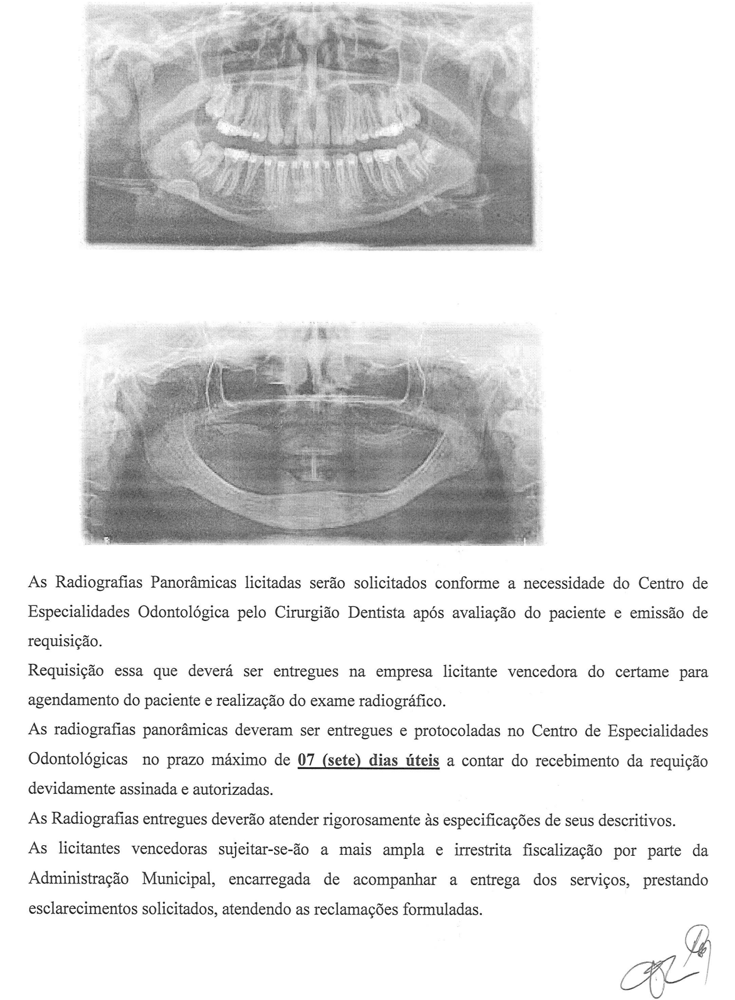 As Radiografias Panorâmicas licitadas serão solicitados conforme a necessidade do Centro de
Especialidades Odontológica pelo Cirurgião Dentista após avaliação do paciente e emissão de
requisição.
Requisição essa que deverá ser entregues na empresa licitante vencedora do certame para
agendamento do paciente e realização do exame radiográfico.
As radiografias panorâmicas deveram ser entregues e protocoladas no Centro de Especialidades
Odontológicas no prazo máximo de 07 (sete) dias úteis a contar do recebimento da requição
devidamente assinada e autorizadas.
As Radiografias entregues deverão atender rigorosamente às especificações de seus descritivos.
As licitantes vencedoras sujeitar-se-ão a mais ampla e irrestrita fiscalização por parte da
Administração Municipal, encarregada de acompanhar a entrega dos serviços, prestando
esclarecimentos solicitados, atendendo as reclamações formuladas.